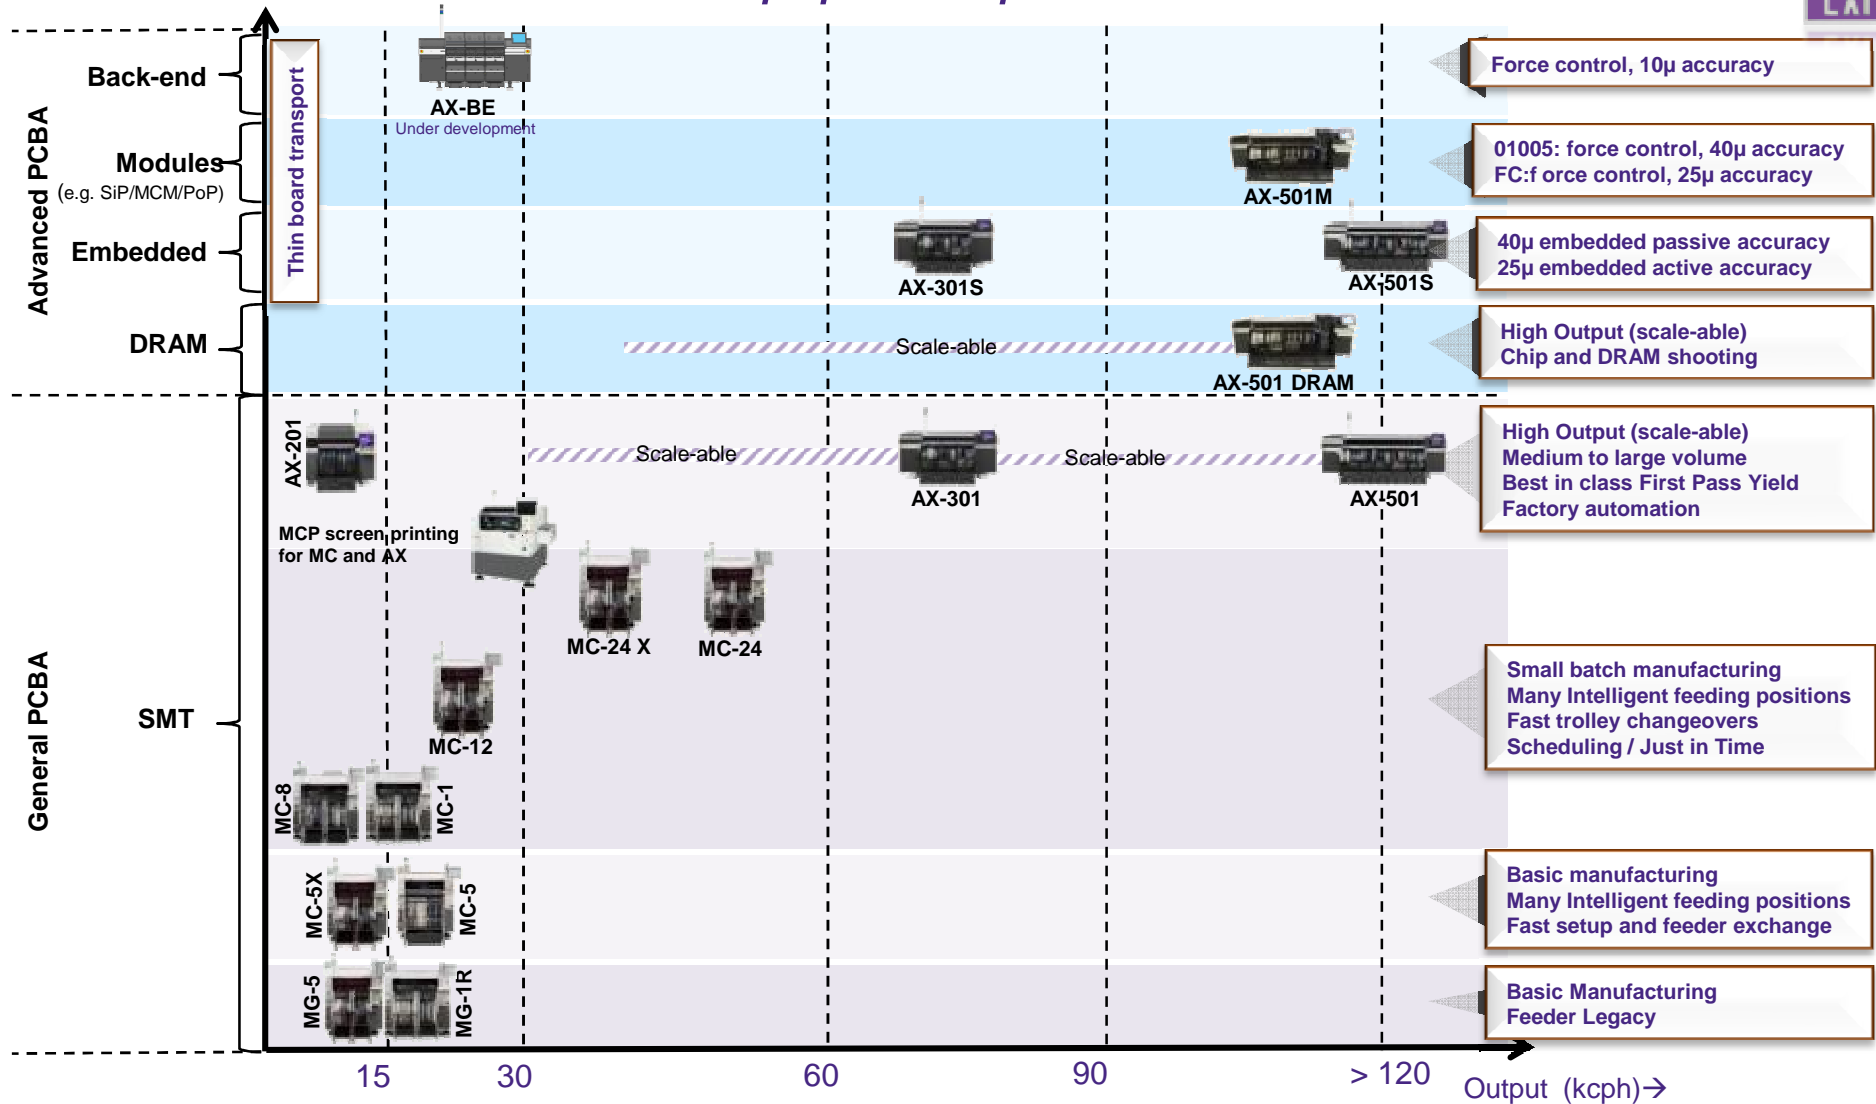 Advanced PCBA
Back-end
Thin board transport
AX-BE
Under development
Force control, 10µ accuracy
Modules
(e.g. SiP/MCM/PoP)
AX-501M
01005: force control, 40µ accuracy
FC:f orce control, 25µ accuracy
Embedded
AX-301S
AX-501S
40µ embedded passive accuracy
25µ embedded active accuracy
DRAM
Scale-able
AX-501 DRAM
High Output (scale-able)
Chip and DRAM shooting
General PCBA
SMT
AX-201
Scale-able
AX-301
Scale-able
AX-501
High Output (scale-able)
Medium to large volume
Best in class First Pass Yield
Factory automation
MCP screen printing
for MC and AX
MC-24 X
MC-24
MC-12
Small batch manufacturing
Many Intelligent feeding positions
Fast trolley changeovers
Scheduling / Just in Time
MC-8
MC-1
MC-5X
MC-5
Basic manufacturing
Many Intelligent feeding positions
Fast setup and feeder exchange
MG-5
MG-1R
Basic Manufacturing
Feeder Legacy
15
30
60
90
> 120
Output (kcph)→